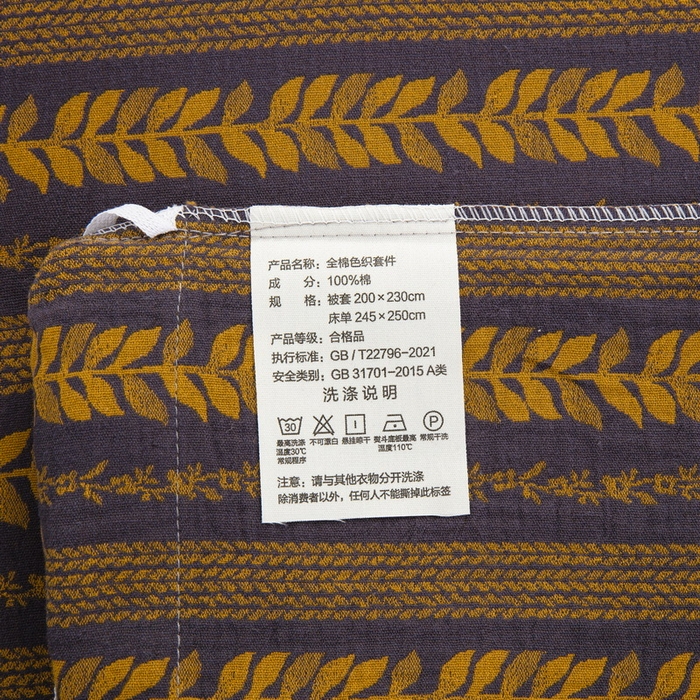 产品名称：全棉色织套件
成　分：100%棉
规　格：被套 200×230cm
床单 245×250cm
产品等级：合格品
执行标准：GB / T22796-2021
安全类别：GB 31701-2015 A类
洗涤说明
30 P
最高洗涤 不可漂白 悬挂晾干 熨斗底板最高 常规干洗
温度30℃ 温度110℃
常规程序
注意：请与其他衣物分开洗涤
除消费者以外，任何人不能撕掉此标签